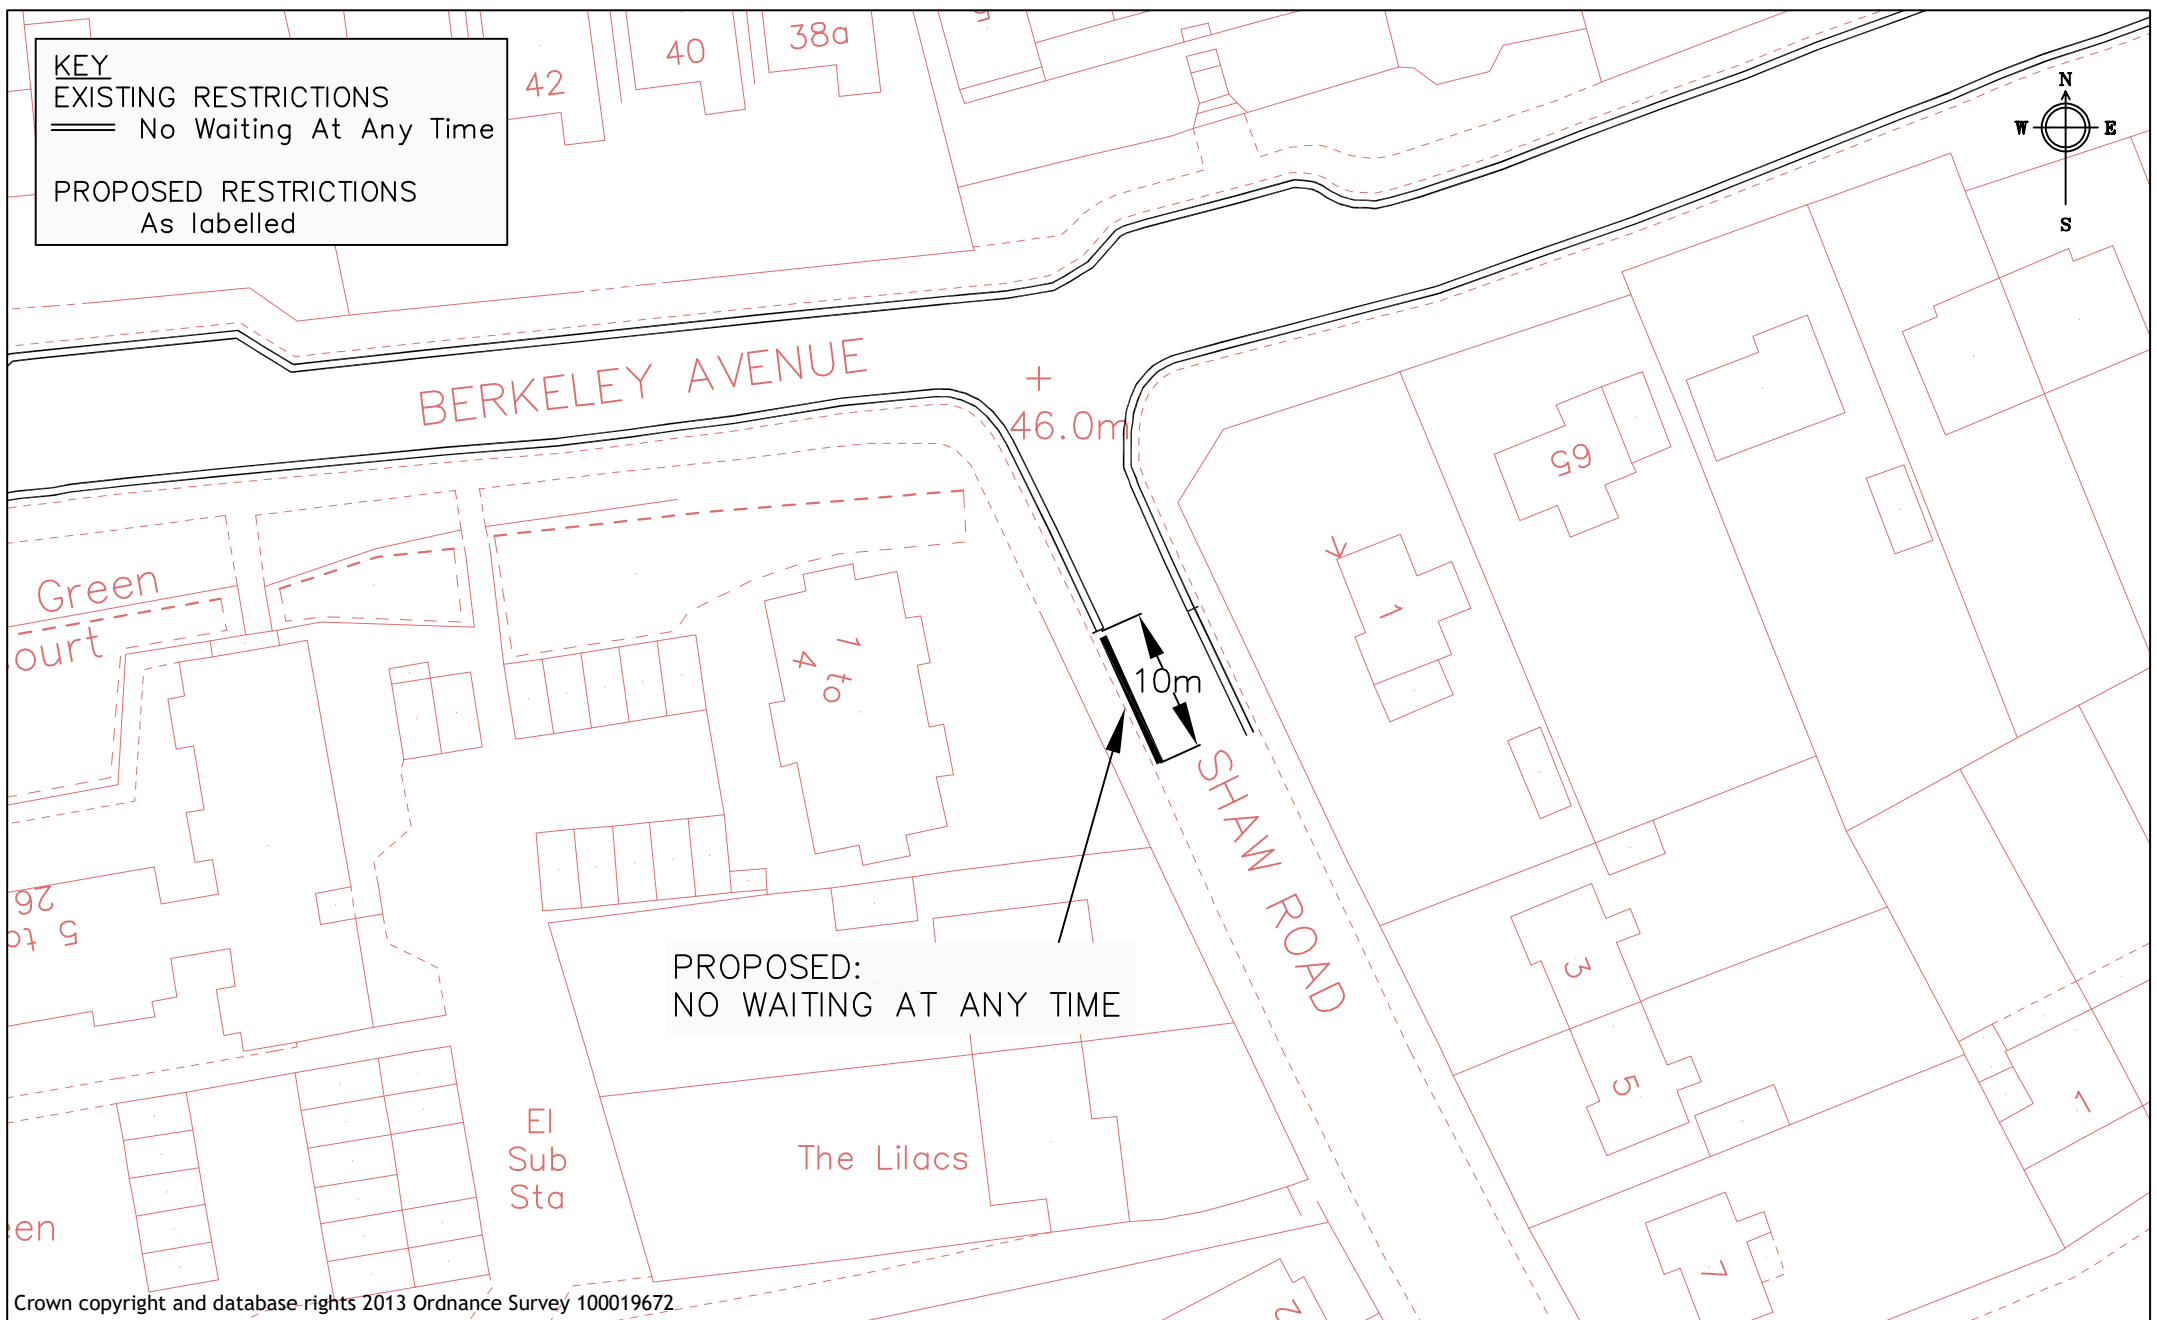 KEY
EXISTING RESTRICTIONS
No Waiting At Any Time
PROPOSED RESTRICTIONS
As labelled
42
40
38a
N
W E
S
BERKELEY AVENUE
46.0m
65
1
Green
ourt
1 to
4
10m
SHAW ROAD
26
5 to
PROPOSED:
NO WAITING AT ANY TIME
3
5
1
El
Sub
Sta
The Lilacs
een
7
2
Crown copyright and database rights 2013 Ordnance Survey 100019672